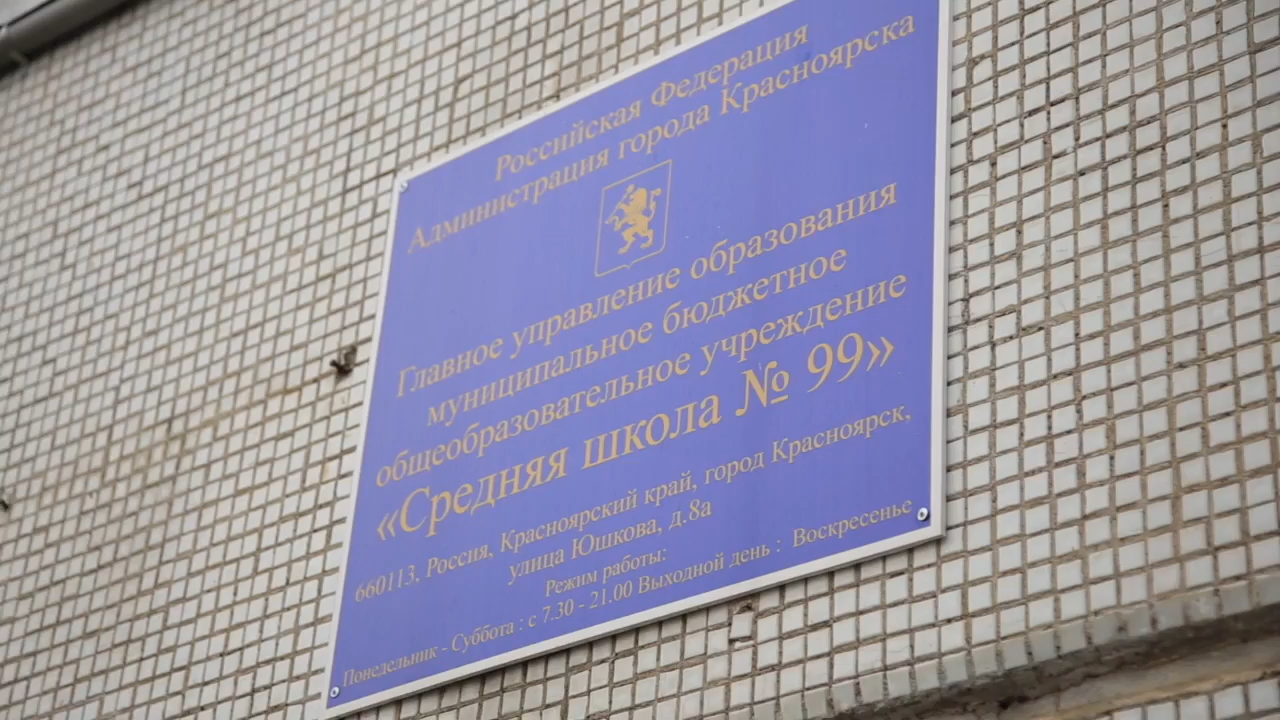 Российская Федерация
Администрация города Красноярска
Главное управление образования
муниципальное бюджетное
общеобразовательное учреждение
«Средняя школа № 99»
660113, Россия, Красноярский край, город Красноярск,
улица Юшкова, д.8а
Режим работы:
Понедельник - Суббота : с 7.30 - 21.00 Выходной день : Воскресенье